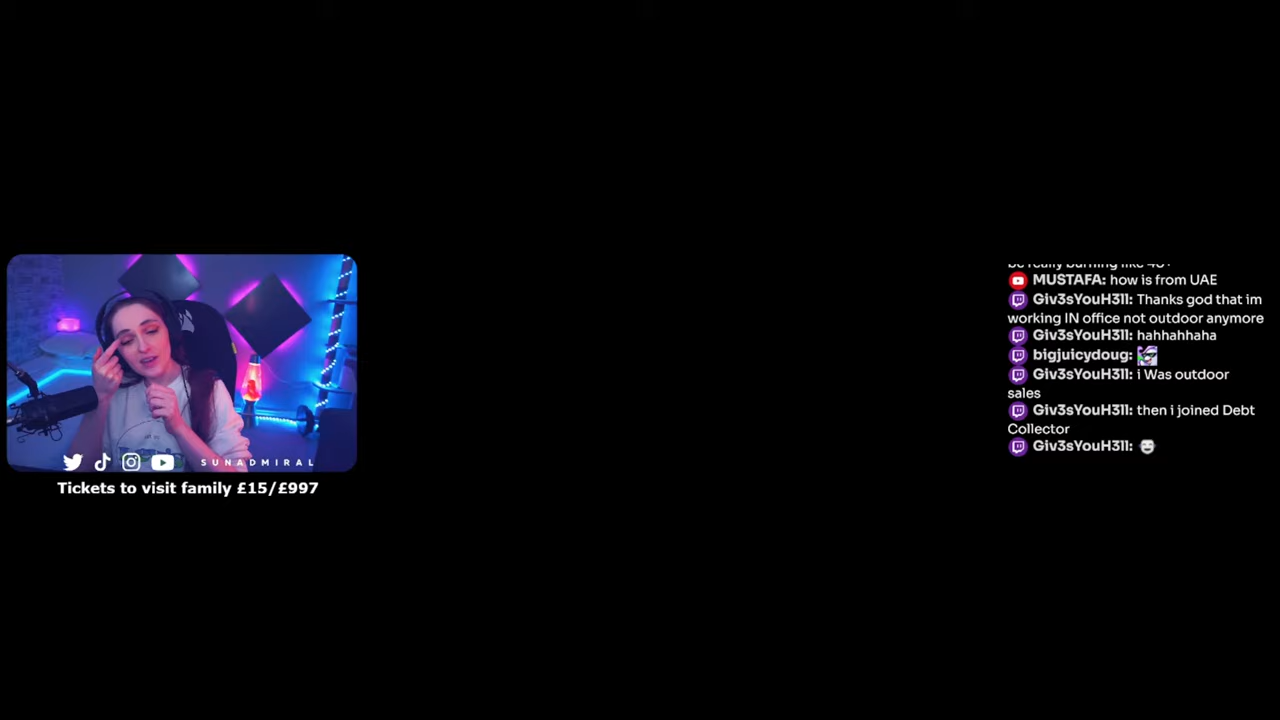 SUNADMIRAL
Tickets to visit family £15/£997
MUSTAFA: how is from UAE
Giv3sYouH3ll: Thanks god that im
working IN office not outdoor anymore
Giv3sYouH3ll: hahhahhaha
bigjuicydoug:
Giv3sYouH3ll: i Was outdoor
sales
Giv3sYouH3ll: then i joined Debt
Collector
Giv3sYouH3ll: